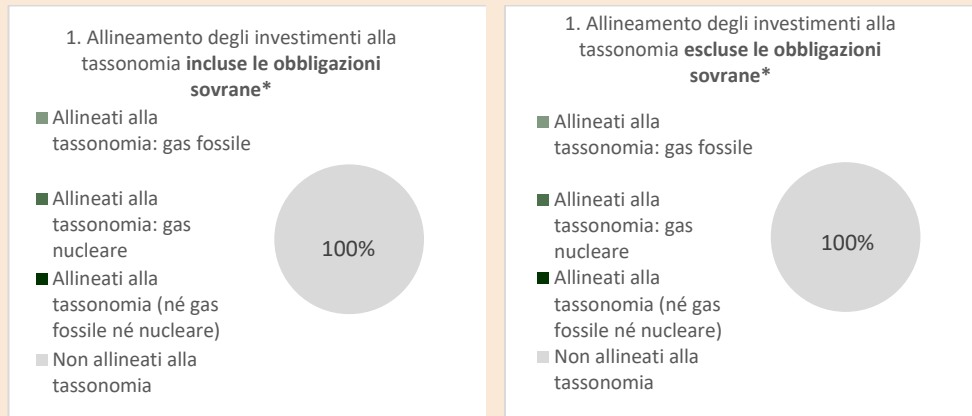 1. Allineamento degli investimenti alla
tassonomia incluse le obbligazioni
sovrane*
Allineati alla
tassonomia: gas fossile
Allineati alla
tassonomia: gas
nucleare
Allineati alla
tassonomia (né gas
fossile né nucleare)
Non allineati alla
tassonomia
100%
1. Allineamento degli investimenti alla
tassonomia escluse le obbligazioni
sovrane*
Allineati alla
tassonomia: gas fossile
Allineati alla
tassonomia: gas
nucleare
Allineati alla
tassonomia (né gas
fossile né nucleare)
Non allineati alla
tassonomia
100%